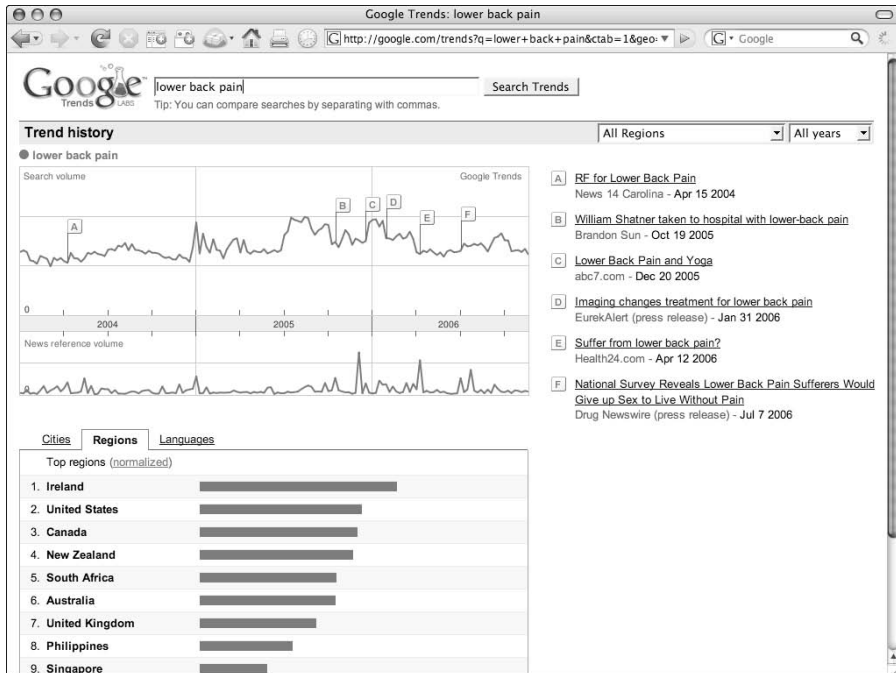 Google Trends: lower back pain
http://google.com/trends?q=lower+back+pain&ctab=1&geo:
G Google
Google
Trends LABS
lower back pain
Search Trends
Tip: You can compare searches by separating with commas.
Trend history
All Regions
All years
lower back pain
Search volume
Google Trends
A
B
C
D
E
F
0
2004
2005
2006
News reference volume
0
A RF for Lower Back Pain
News 14 Carolina - Apr 15 2004
B William Shatner taken to hospital with lower-back pain
Brandon Sun - Oct 19 2005
C Lower Back Pain and Yoga
abc7.com - Dec 20 2005
D Imaging changes treatment for lower back pain
EurekAlert (press release) - Jan 31 2006
E Suffer from lower back pain?
Health24.com - Apr 12 2006
F National Survey Reveals Lower Back Pain Sufferers Would
Give up Sex to Live Without Pain
Drug Newswire (press release) - Jul 7 2006
Cities Regions Languages
Top regions (normalized)
1. Ireland
2. United States
3. Canada
4. New Zealand
5. South Africa
6. Australia
7. United Kingdom
8. Philippines
9. Singapore